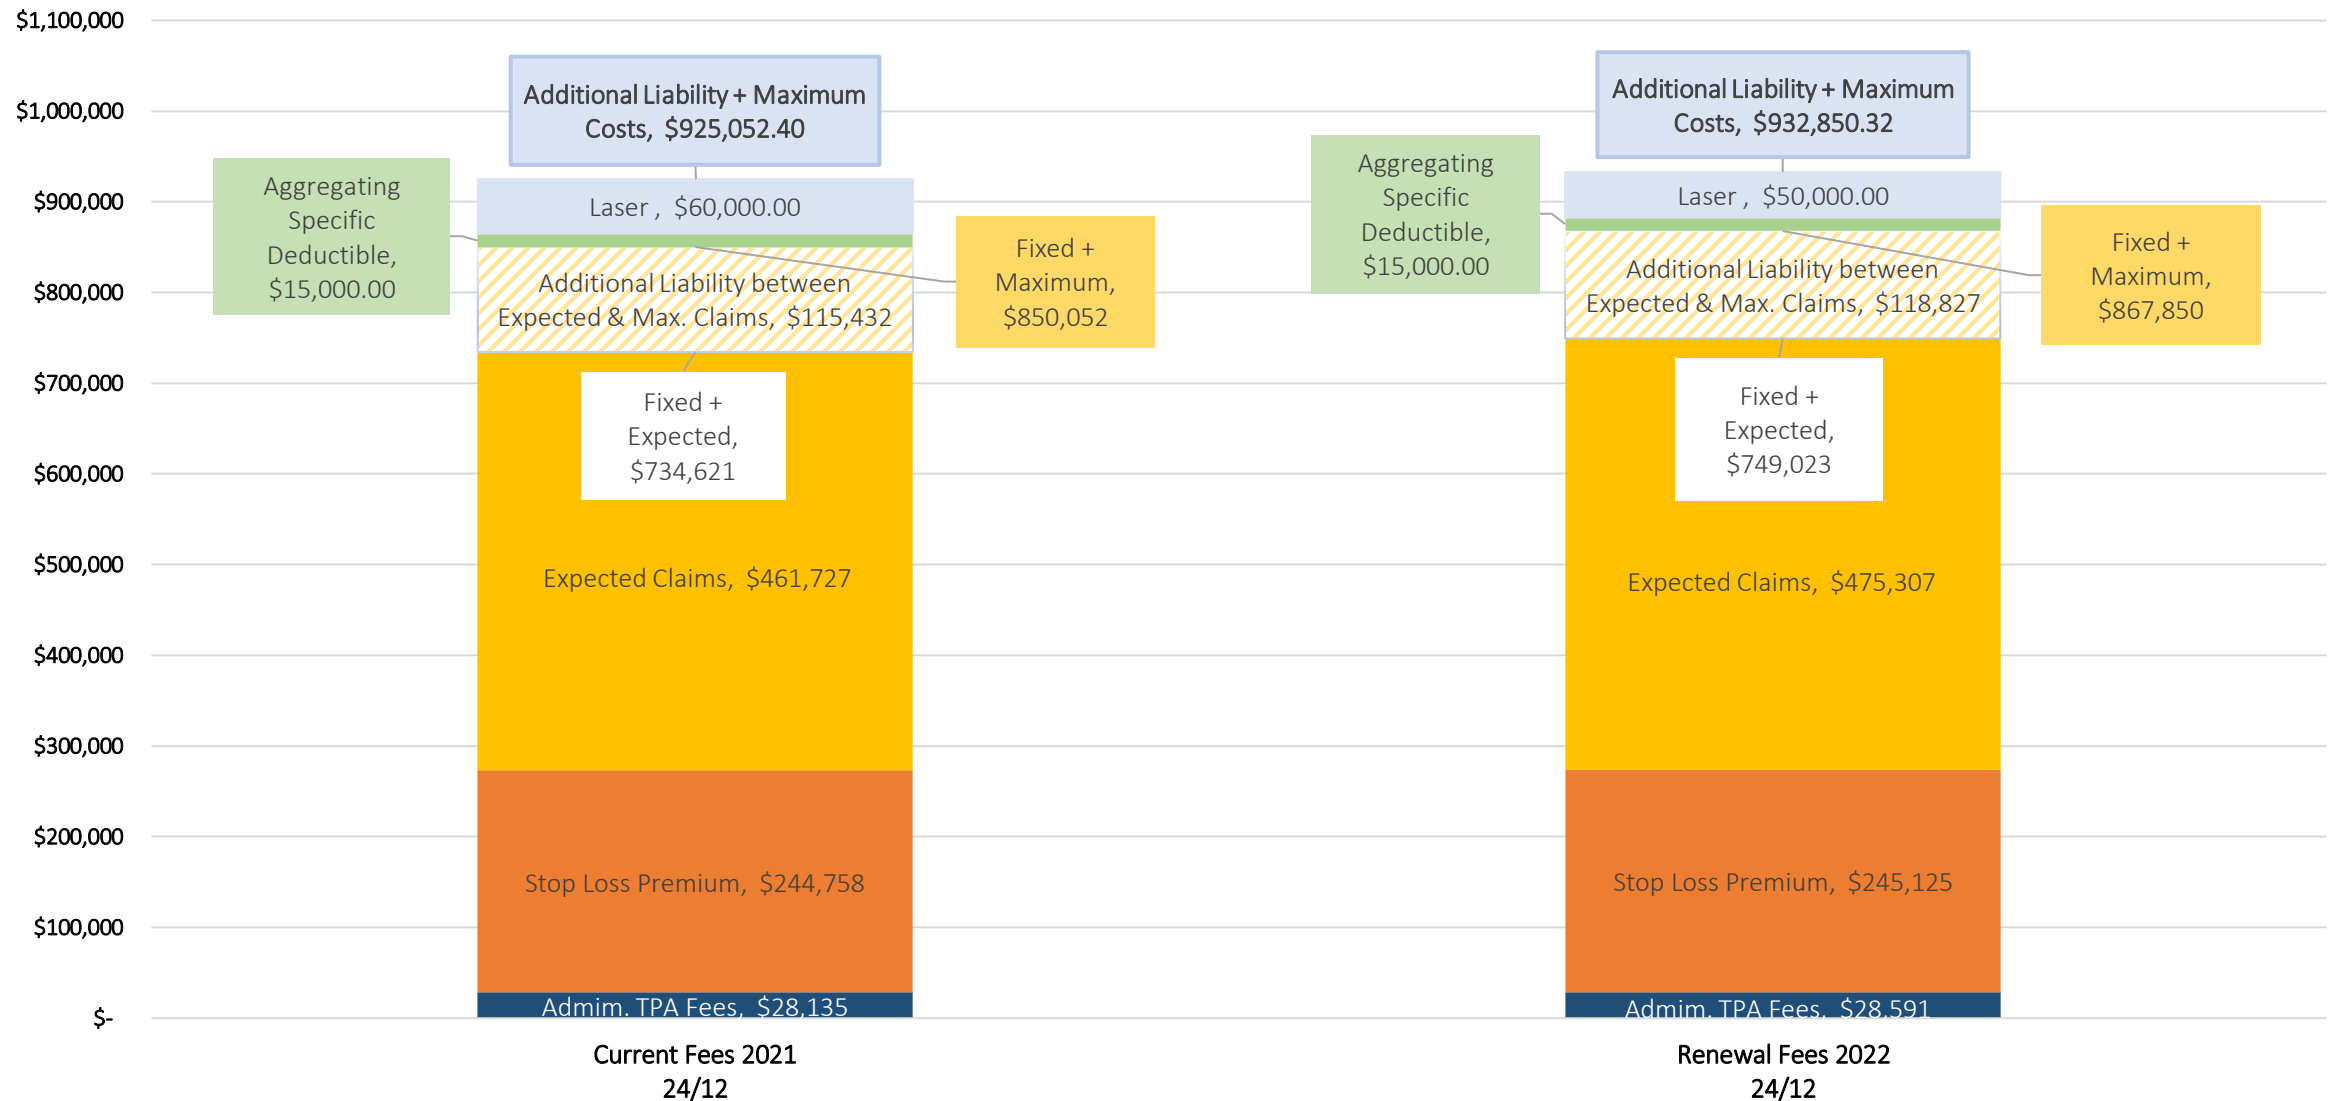 $1,100,000
$1,000,000
$900,000
$800,000
$700,000
$600,000
$500,000
$400,000
$300,000
$200,000
$100,000
$-
Additional Liability + Maximum
Costs, $925,052.40
Aggregating
Specific
Deductible,
$15,000.00
Laser , $60,000.00
Fixed +
Maximum,
$850,052
Additional Liability between
Expected & Max. Claims, $115,432
Fixed +
Expected,
$734,621
Expected Claims, $461,727
Stop Loss Premium, $244,758
Admim. TPA Fees, $28,135
Current Fees 2021
24/12
Additional Liability + Maximum
Costs, $932,850.32
Aggregating
Specific
Deductible,
$15,000.00
Laser , $50,000.00
Fixed +
Maximum,
$867,850
Additional Liability between
Expected & Max. Claims, $118,827
Fixed +
Expected,
$749,023
Expected Claims, $475,307
Stop Loss Premium, $245,125
Admim. TPA Fees, $28,591
Renewal Fees 2022
24/12